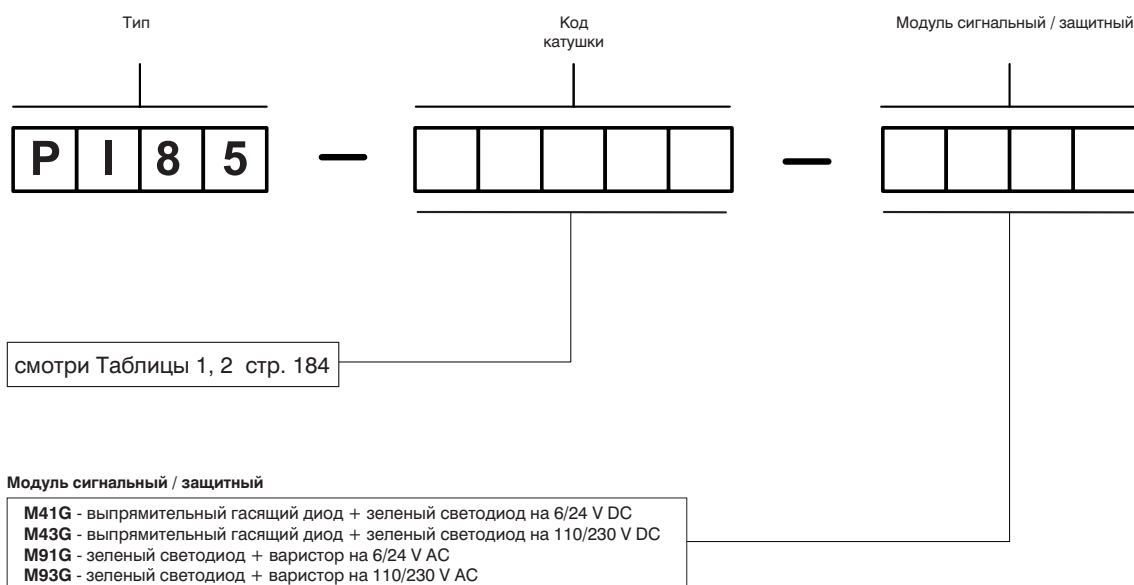 Тип
Код
катушки
Модуль сигнальный / защитный
PI85 — —
смотри Таблицы 1, 2 стр. 184
Модуль сигнальный / защитный
M41G - выпрямительный гасящий диод + зеленый светодиод на 6/24 V DC
M43G - выпрямительный гасящий диод + зеленый светодиод на 110/230 V DC
M91G - зеленый светодиод + варистор на 6/24 V AC
M93G - зеленый светодиод + варистор на 110/230 V AC